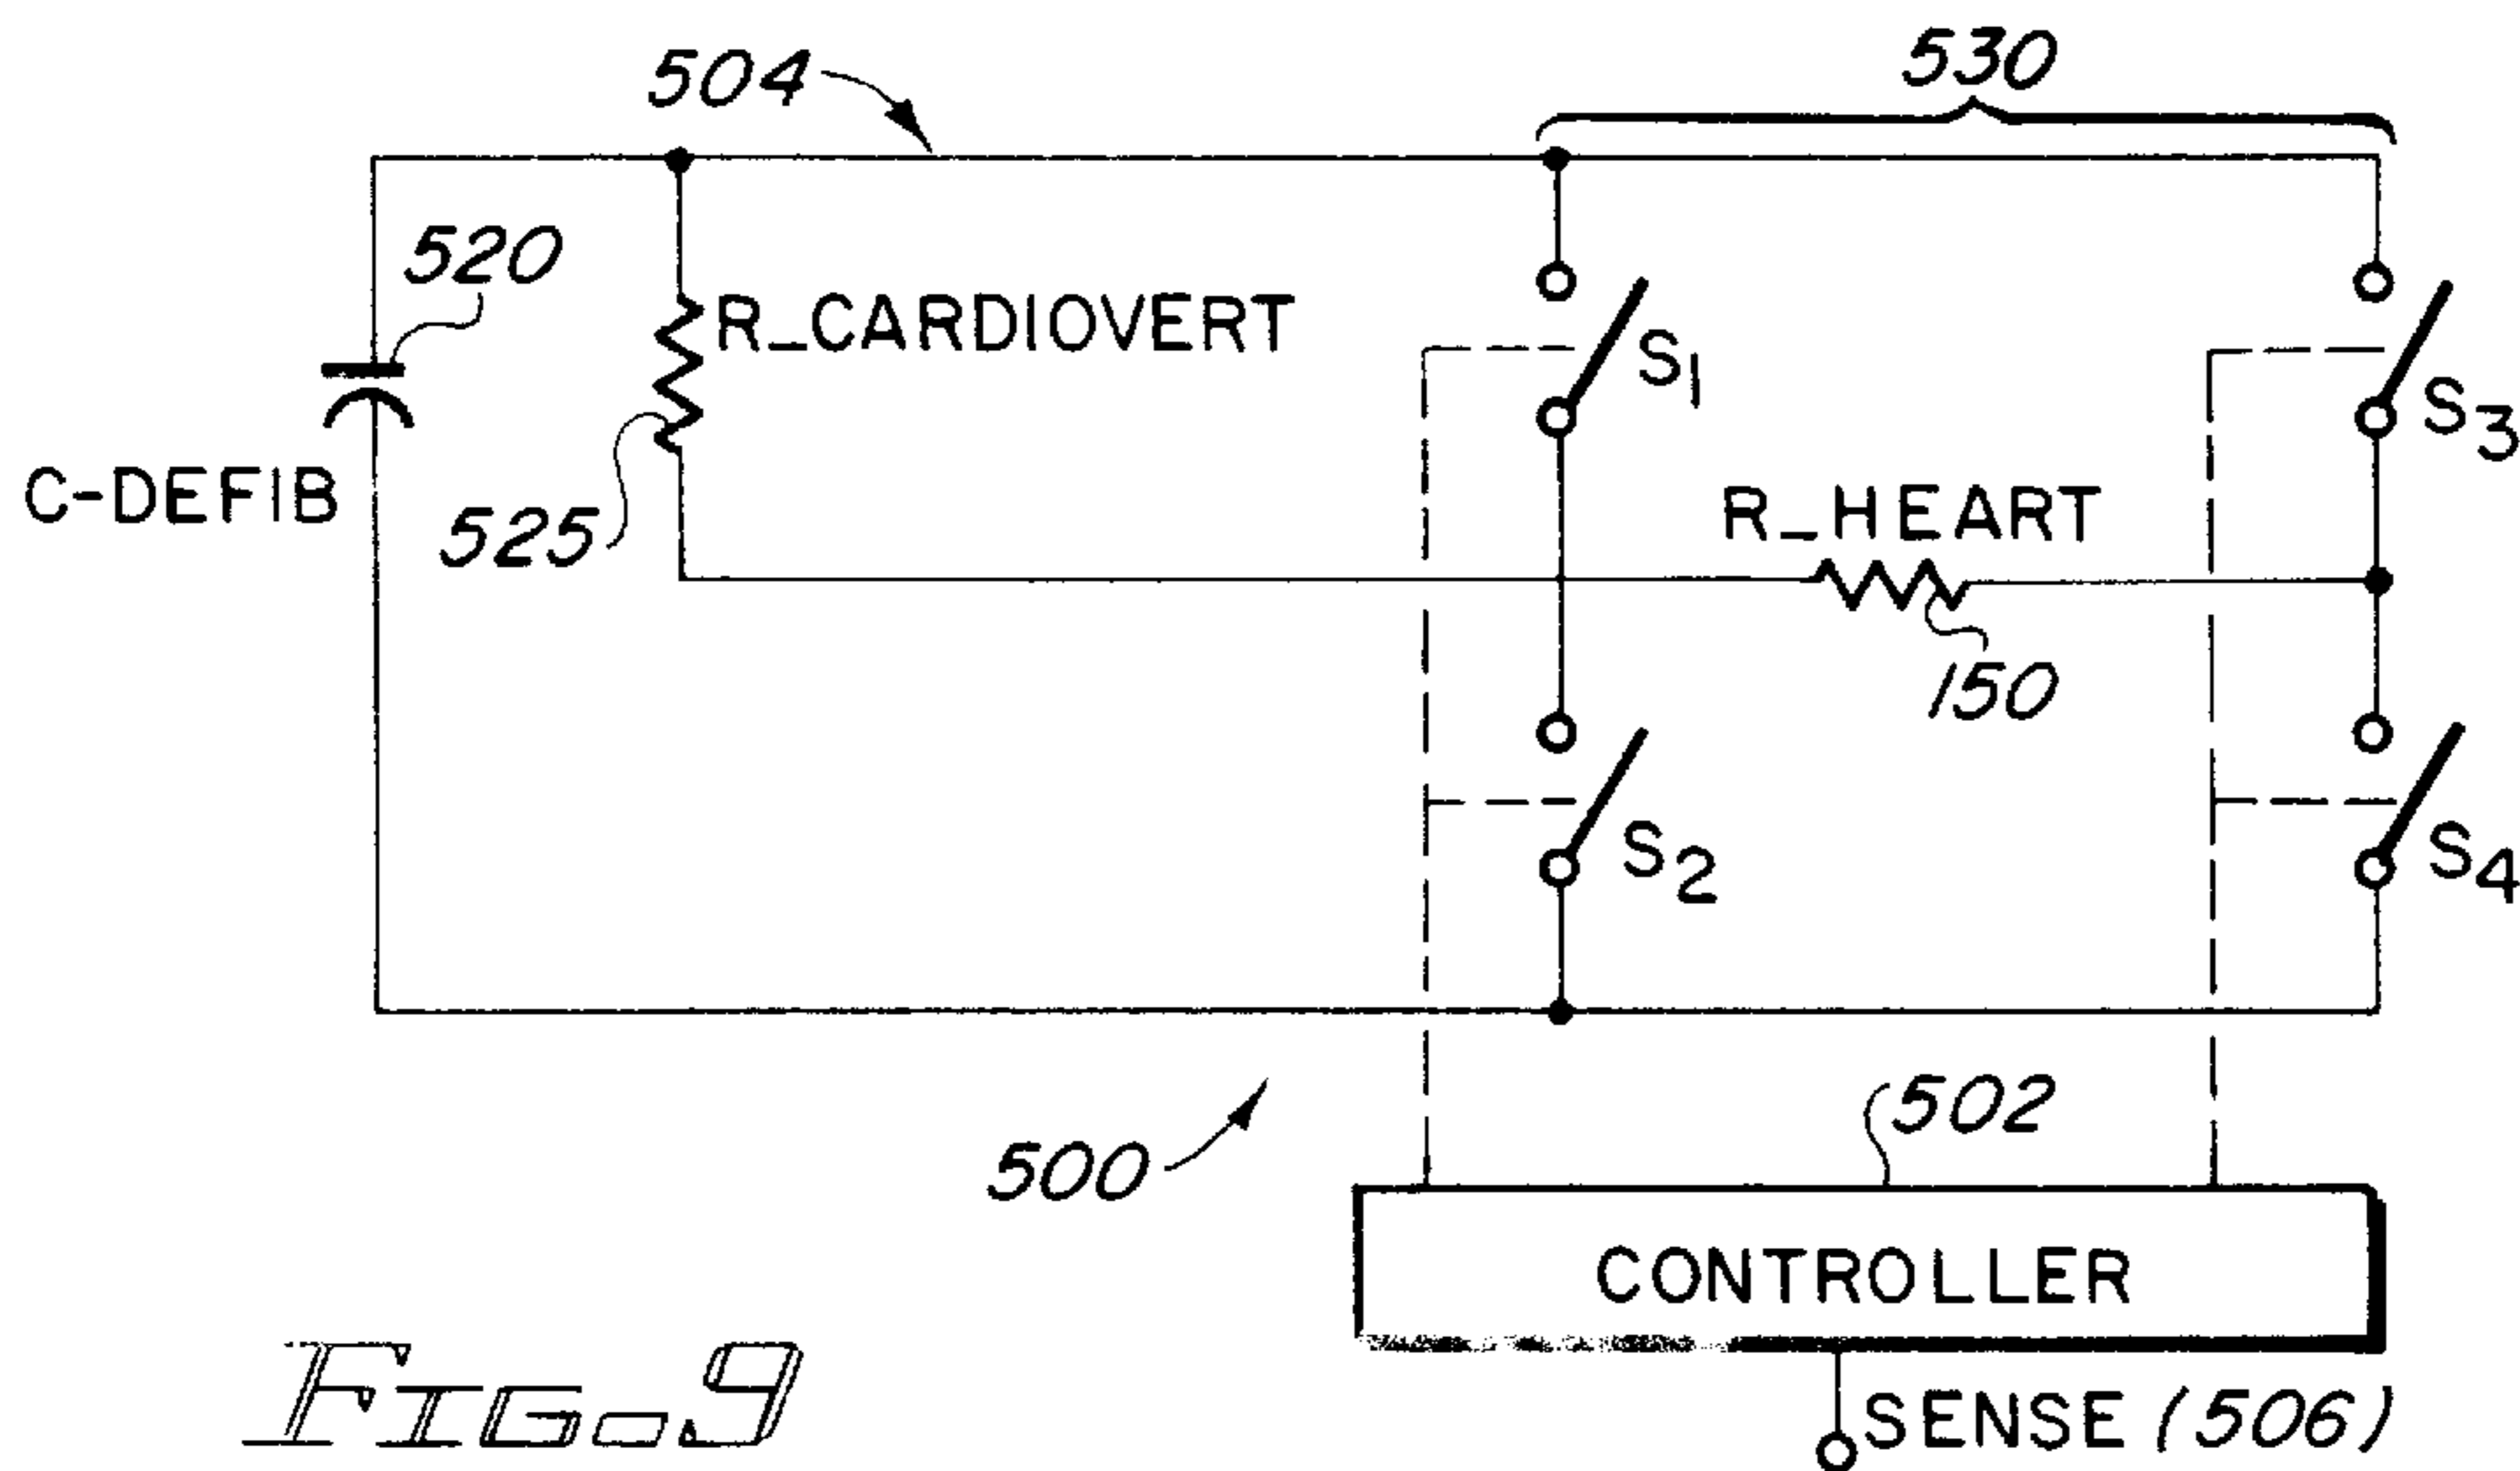 504
530
520
R_CARDIOVERT
S1
S3
C-DEFIB
525
R_HEART
150
S2
S4
500
502
CONTROLLER
FIG-9
SENSE (506)